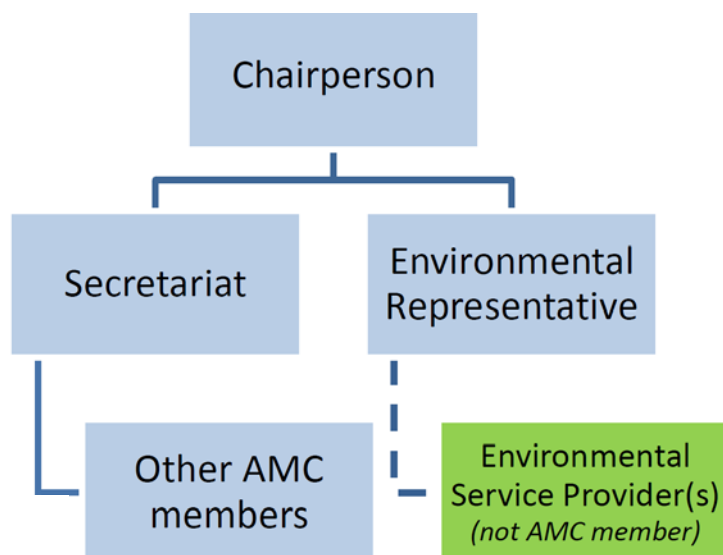 Chairperson
Secretariat
Environmental
Representative
Other AMC
members
Environmental
Service Provider(s)
(not AMC member)